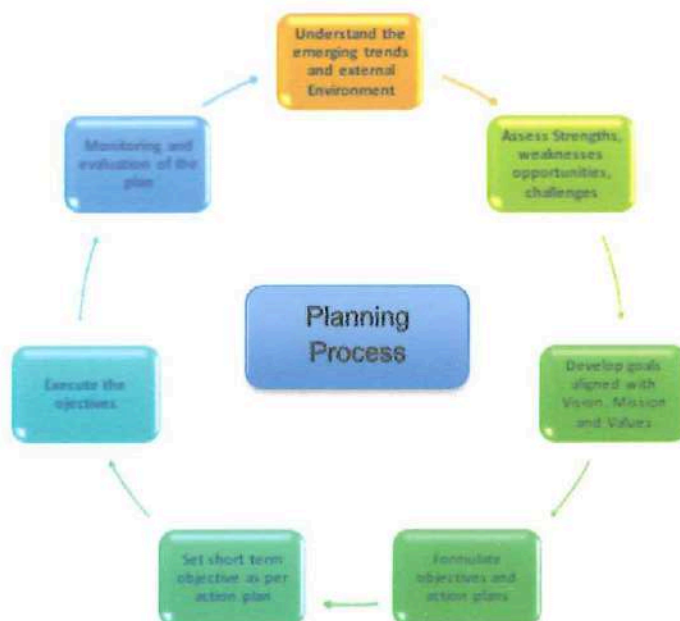 Understand the
emerging trends
and external
Environment
Assess Strengths,
weaknesses
opportunities,
challenges
Develop goals
aligned with
Vision, Mission
and Values
Formulate
objectives and
action plans
Set short term
objective as per
action plan
Execute the
ojectives
Monitoring and
evaluation of the
plan
Planning
Process